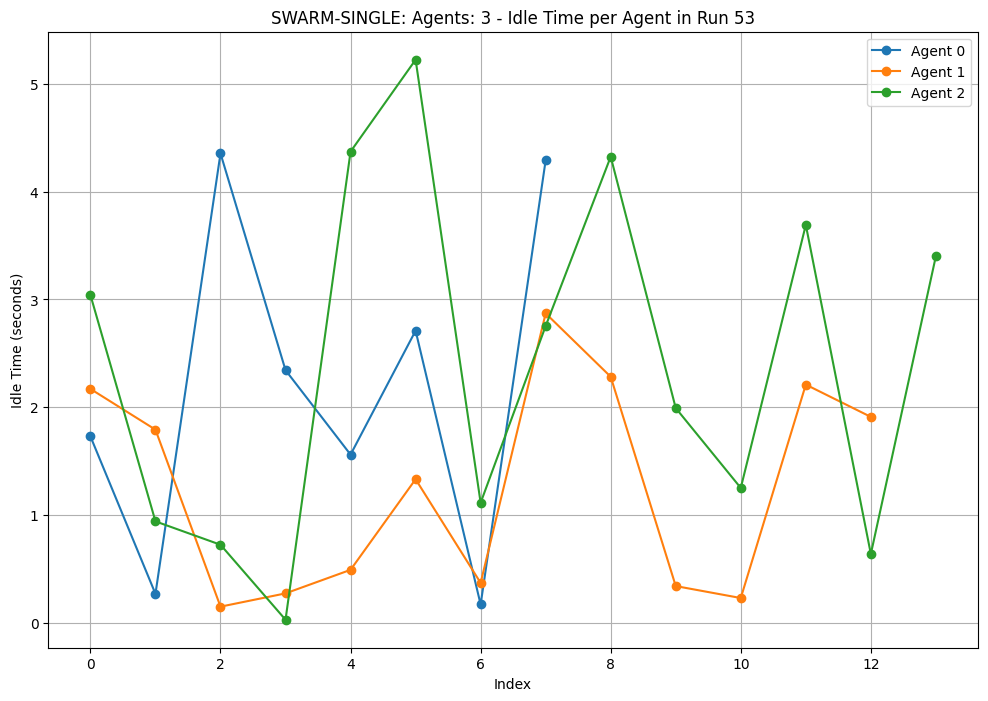 SWARM-SINGLE: Agents: 3 - Idle Time per Agent in Run 53
Agent 0
Agent 1
Agent 2
Idle Time (seconds)
5
4
3
2
1
0
0 2 4 6 8 10 12
Index